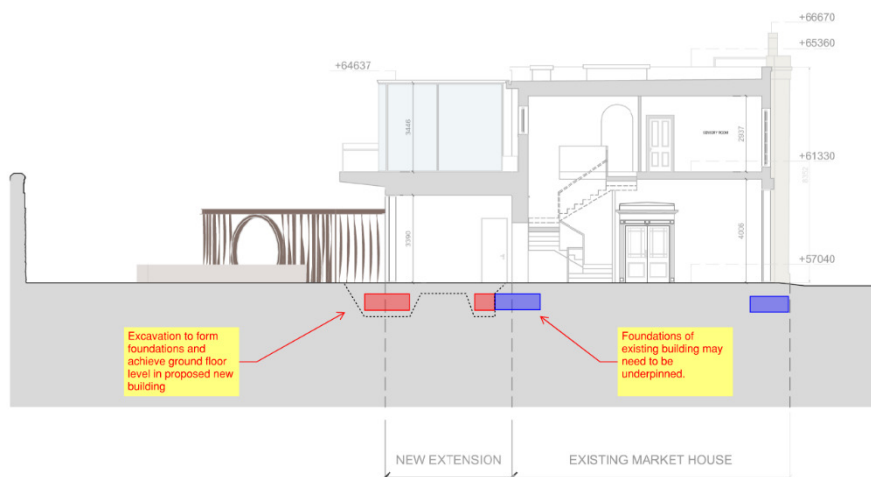 +66670
+65360
+64637
3446
2937
+61330
3390
4006
+57040
Excavation to form
foundations and
achieve ground floor
level in proposed new
building
Foundations of
existing building may
need to be
underpinned.
NEW EXTENSION
EXISTING MARKET HOUSE